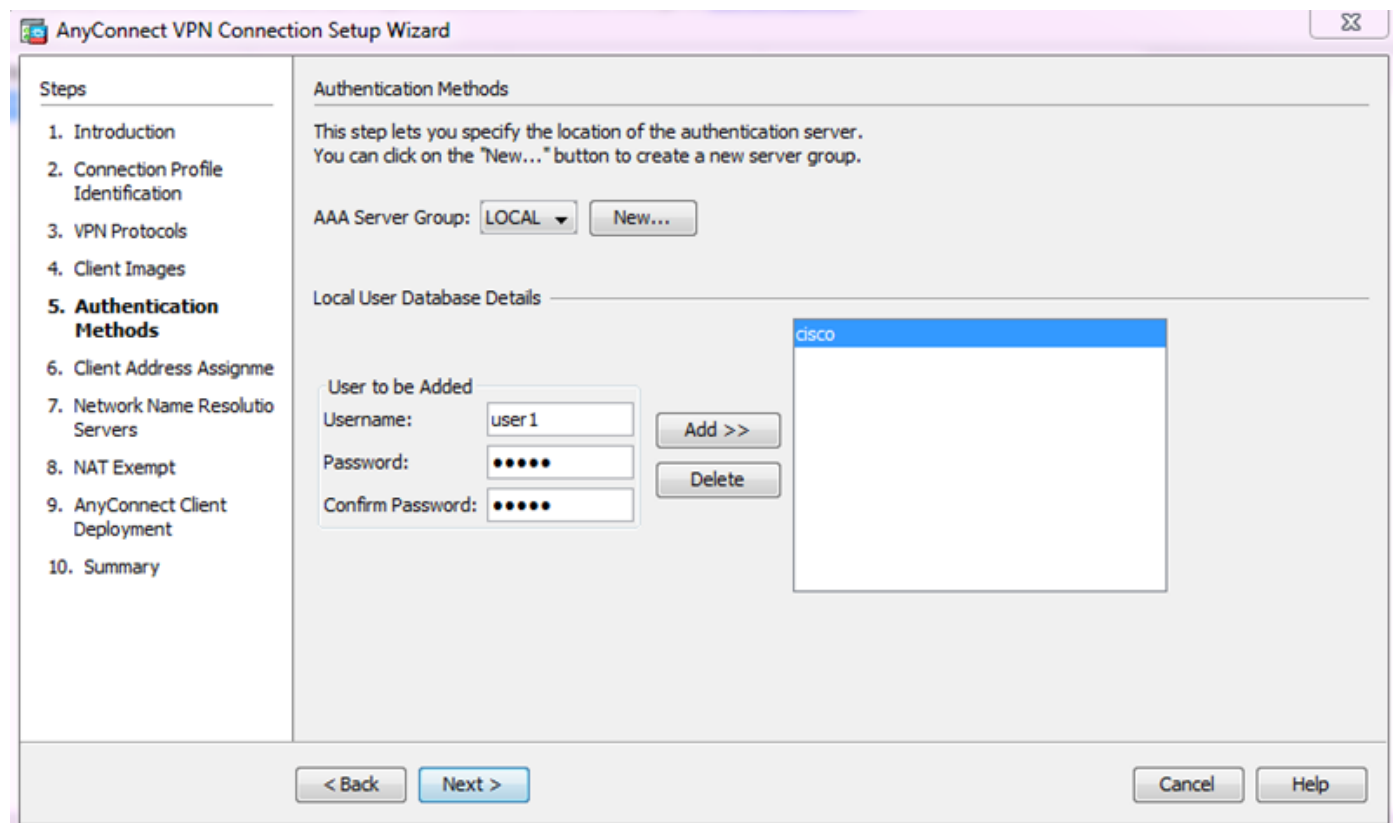 AnyConnect VPN Connection Setup Wizard
Steps
1. Introduction
2. Connection Profile
Identification
3. VPN Protocols
4. Client Images
5. Authentication
Methods
6. Client Address Assignme
7. Network Name Resolutio
Servers
8. NAT Exempt
9. AnyConnect Client
Deployment
10. Summary
Authentication Methods
This step lets you specify the location of the authentication server.
You can click on the "New..." button to create a new server group.
AAA Server Group: LOCAL New...
Local User Database Details
User to be Added
Username: user1
Password: •••••
Confirm Password: •••••
Add >>
Delete
cisco
< Back Next > Cancel Help